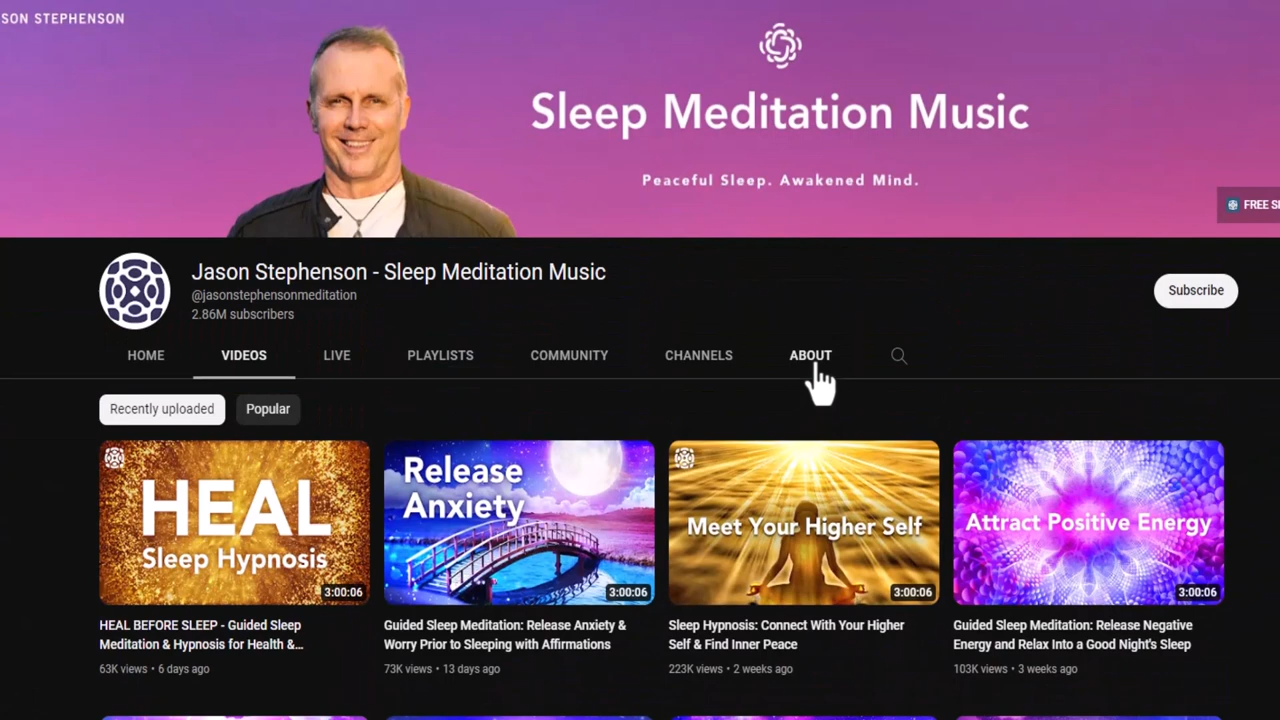 SON STEPHENSON
Sleep Meditation Music
Peaceful Sleep. Awakened Mind.
FREE
Jason Stephenson - Sleep Meditation Music
@jasonstephensonmeditation
2.86M subscribers
Subscribe
HOME VIDEOS LIVE PLAYLISTS COMMUNITY CHANNELS ABOUT
Recently uploaded Popular
HEAL
Sleep Hypnosis
3:00:06
Release
Anxiety
3:00:06
Meet Your Higher Self
3:00:06
Attract Positive Energy
3:00:06
HEAL BEFORE SLEEP - Guided Sleep
Meditation & Hypnosis for Health &...
63K views • 6 days ago
Guided Sleep Meditation: Release Anxiety &
Worry Prior to Sleeping with Affirmations
73K views • 13 days ago
Sleep Hypnosis: Connect With Your Higher
Self & Find Inner Peace
223K views • 2 weeks ago
Guided Sleep Meditation: Release Negative
Energy and Relax Into a Good Night's Sleep
103K views • 3 weeks ago